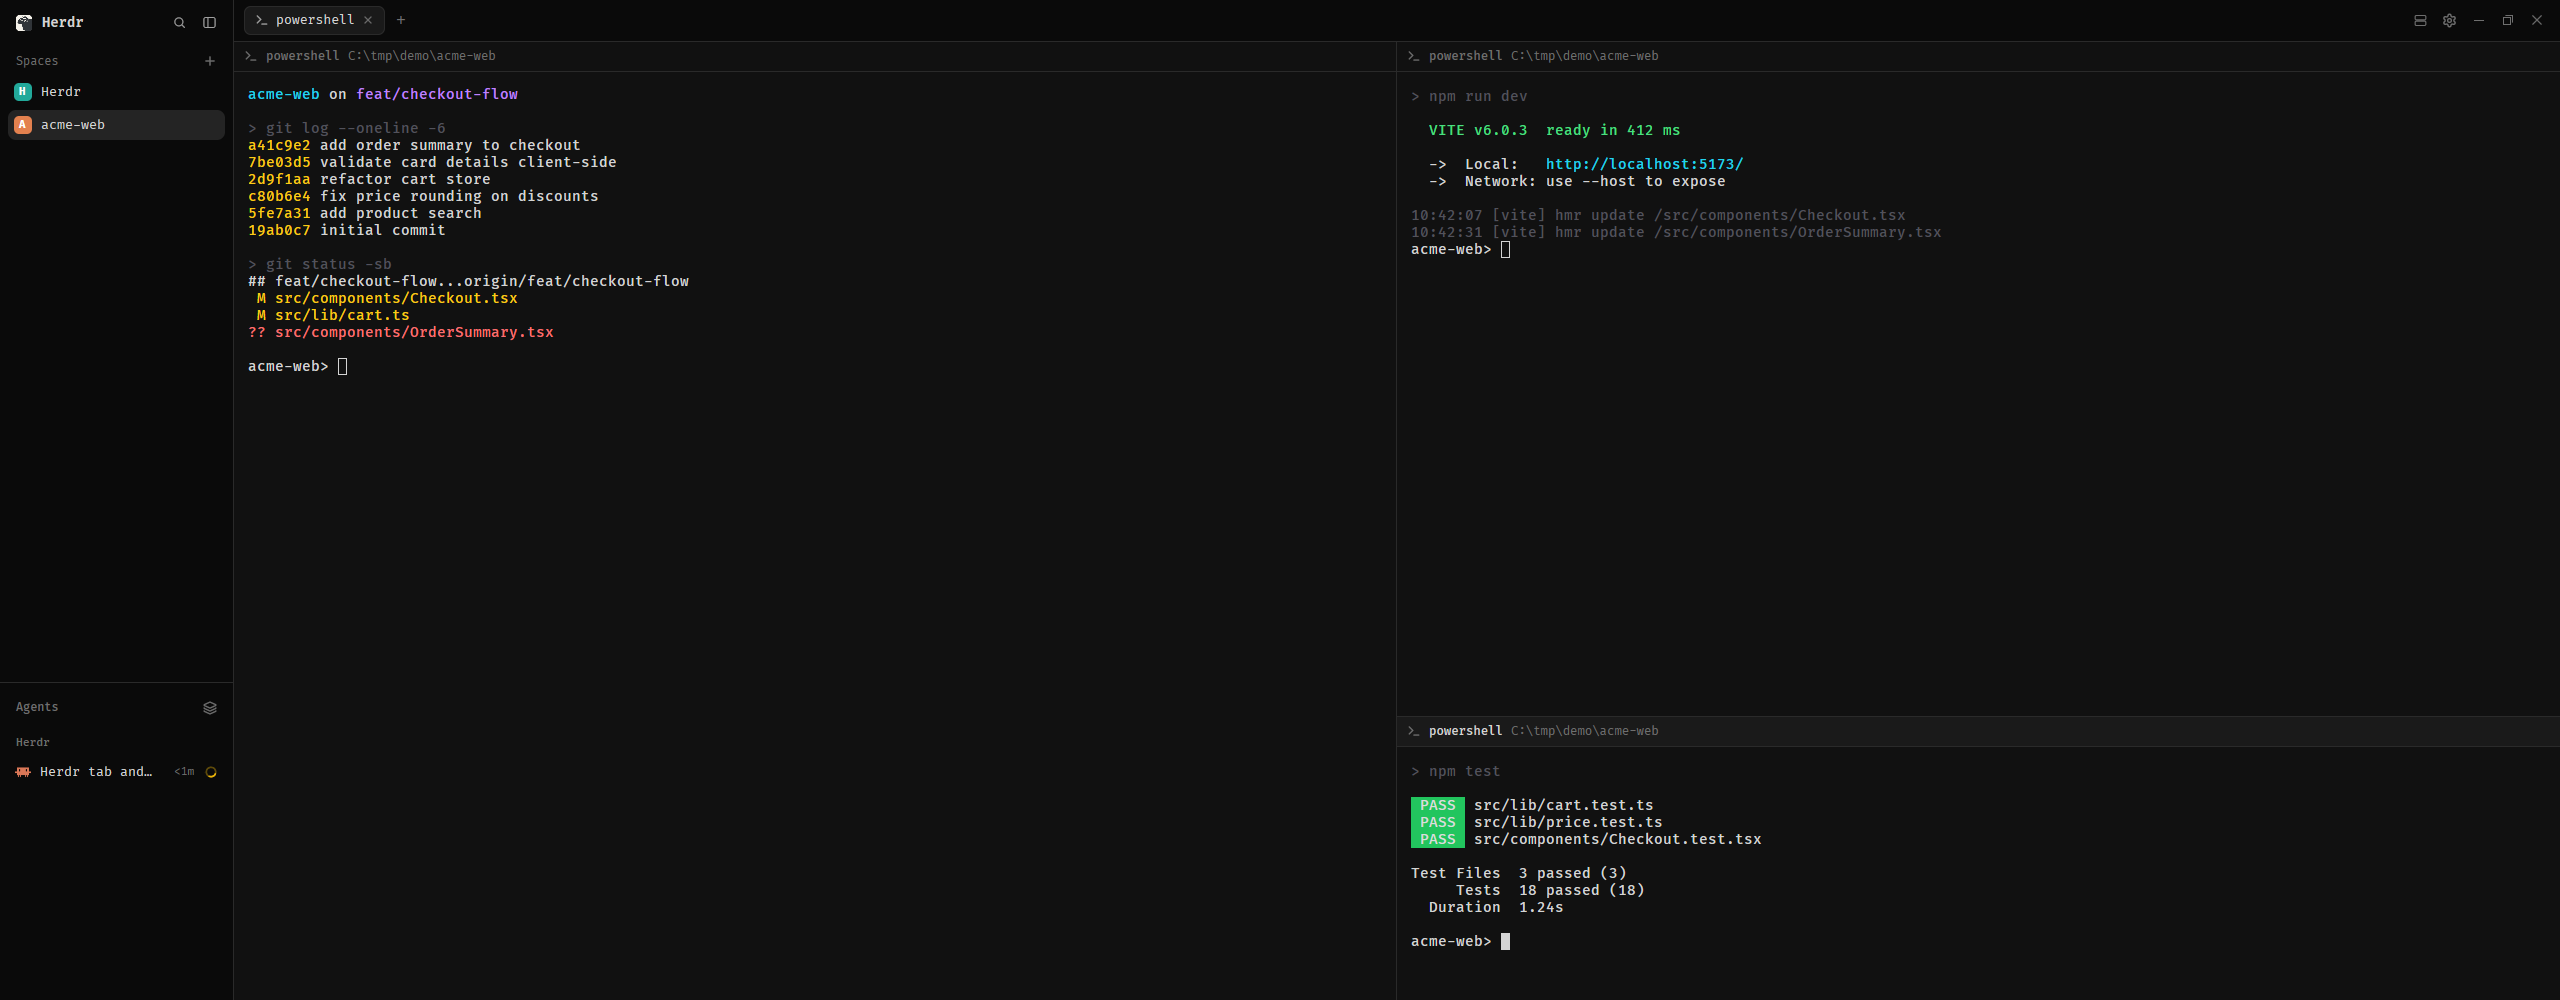 Herdr
Spaces
H Herdr
A acme-web
Agents
Herdr
Herdr tab and… <1m
powershell
powershell C:\tmp\demo\acme-web
acme-web on feat/checkout-flow
> git log --oneline -6
a41c9e2 add order summary to checkout
7be03d5 validate card details client-side
2d9f1aa refactor cart store
c80b6e4 fix price rounding on discounts
5fe7a31 add product search
19ab0c7 initial commit
> git status -sb
## feat/checkout-flow...origin/feat/checkout-flow
 M src/components/Checkout.tsx
 M src/lib/cart.ts
?? src/components/OrderSummary.tsx
acme-web>
powershell C:\tmp\demo\acme-web
> npm run dev
VITE v6.0.3  ready in 412 ms
->  Local:   http://localhost:5173/
->  Network: use --host to expose
10:42:07 [vite] hmr update /src/components/Checkout.tsx
10:42:31 [vite] hmr update /src/components/OrderSummary.tsx
acme-web>
powershell C:\tmp\demo\acme-web
> npm test
PASS src/lib/cart.test.ts
PASS src/lib/price.test.ts
PASS src/components/Checkout.test.tsx
Test Files  3 passed (3)
Tests  18 passed (18)
Duration  1.24s
acme-web>